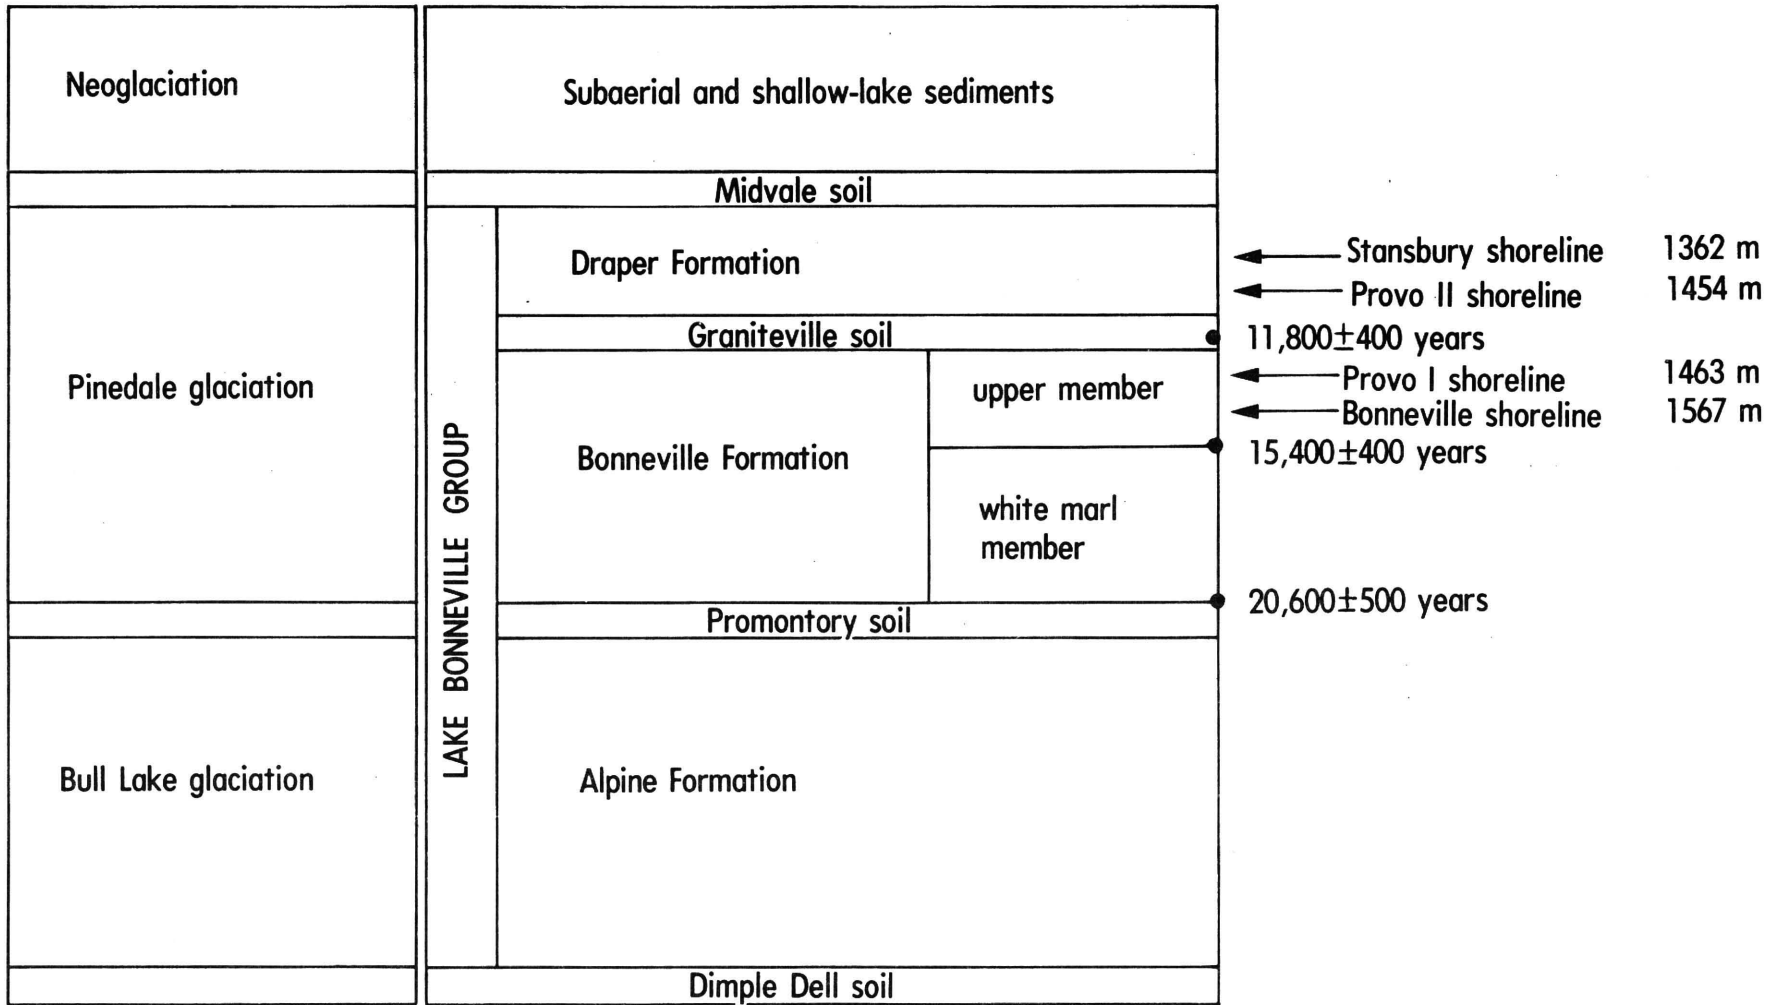 Neoglaciation
Subaerial and shallow-lake sediments
Midvale soil
Pinedale glaciation
LAKE BONNEVILLE GROUP
Draper Formation
Stansbury shoreline 1362 m
Provo II shoreline 1454 m
Graniteville soil
11,800±400 years
Bonneville Formation
upper member
Provo I shoreline 1463 m
Bonneville shoreline 1567 m
15,400±400 years
white marl
member
20,600±500 years
Promontory soil
Bull Lake glaciation
Alpine Formation
Dimple Dell soil